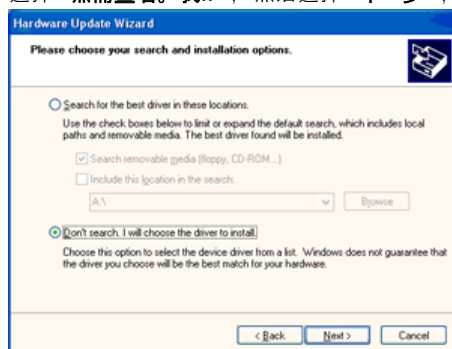 Hardware Update Wizard
Please choose your search and installation options.
Search for the best driver in these locations.
Use the check boxes below to limit or expand the default search, which includes local
paths and removable media. The best driver found will be installed.
Search removable media (floppy, CD-ROM...)
Include this location in the search:
A:\
Browse
Don't search. I will choose the driver to install.
Choose this option to select the device driver from a list. Windows does not guarantee that
the driver you choose will be the best match for your hardware.
< Back Next > Cancel